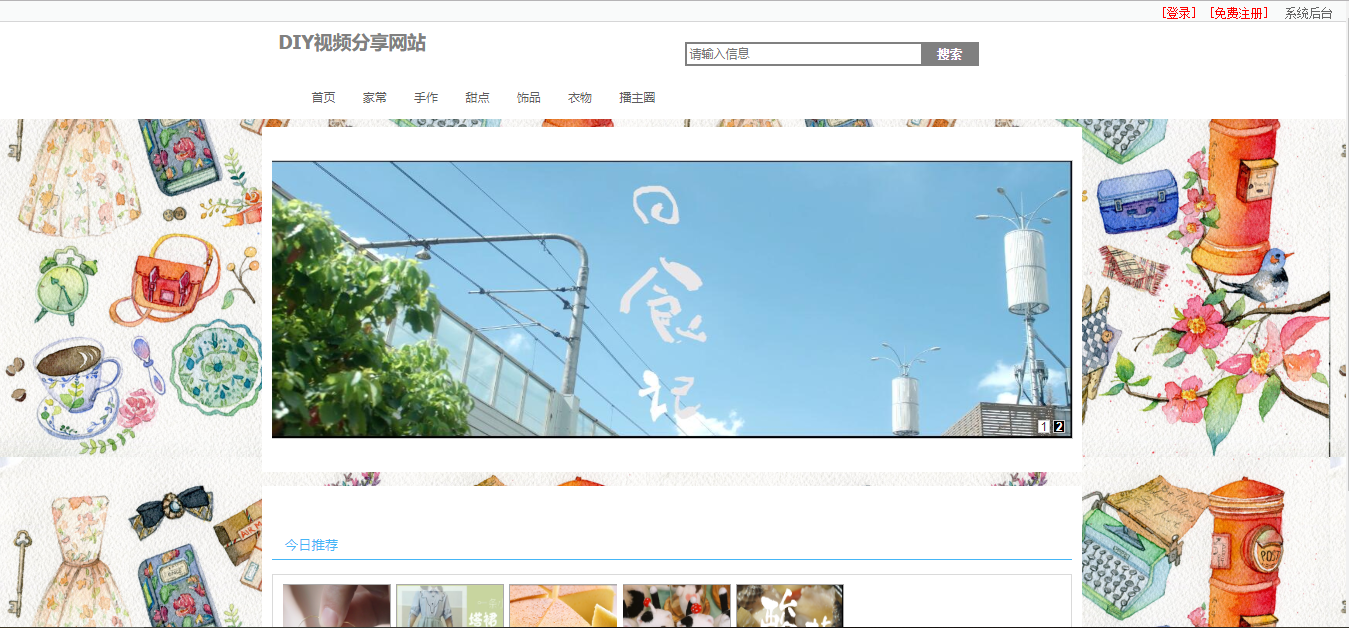 [登录] [免费注册] 系统后台
DIY视频分享网站
请输入信息 搜索
首页 家常 手作 甜点 饰品 衣物 播主圈
日食记
1 2
今日推荐
POST